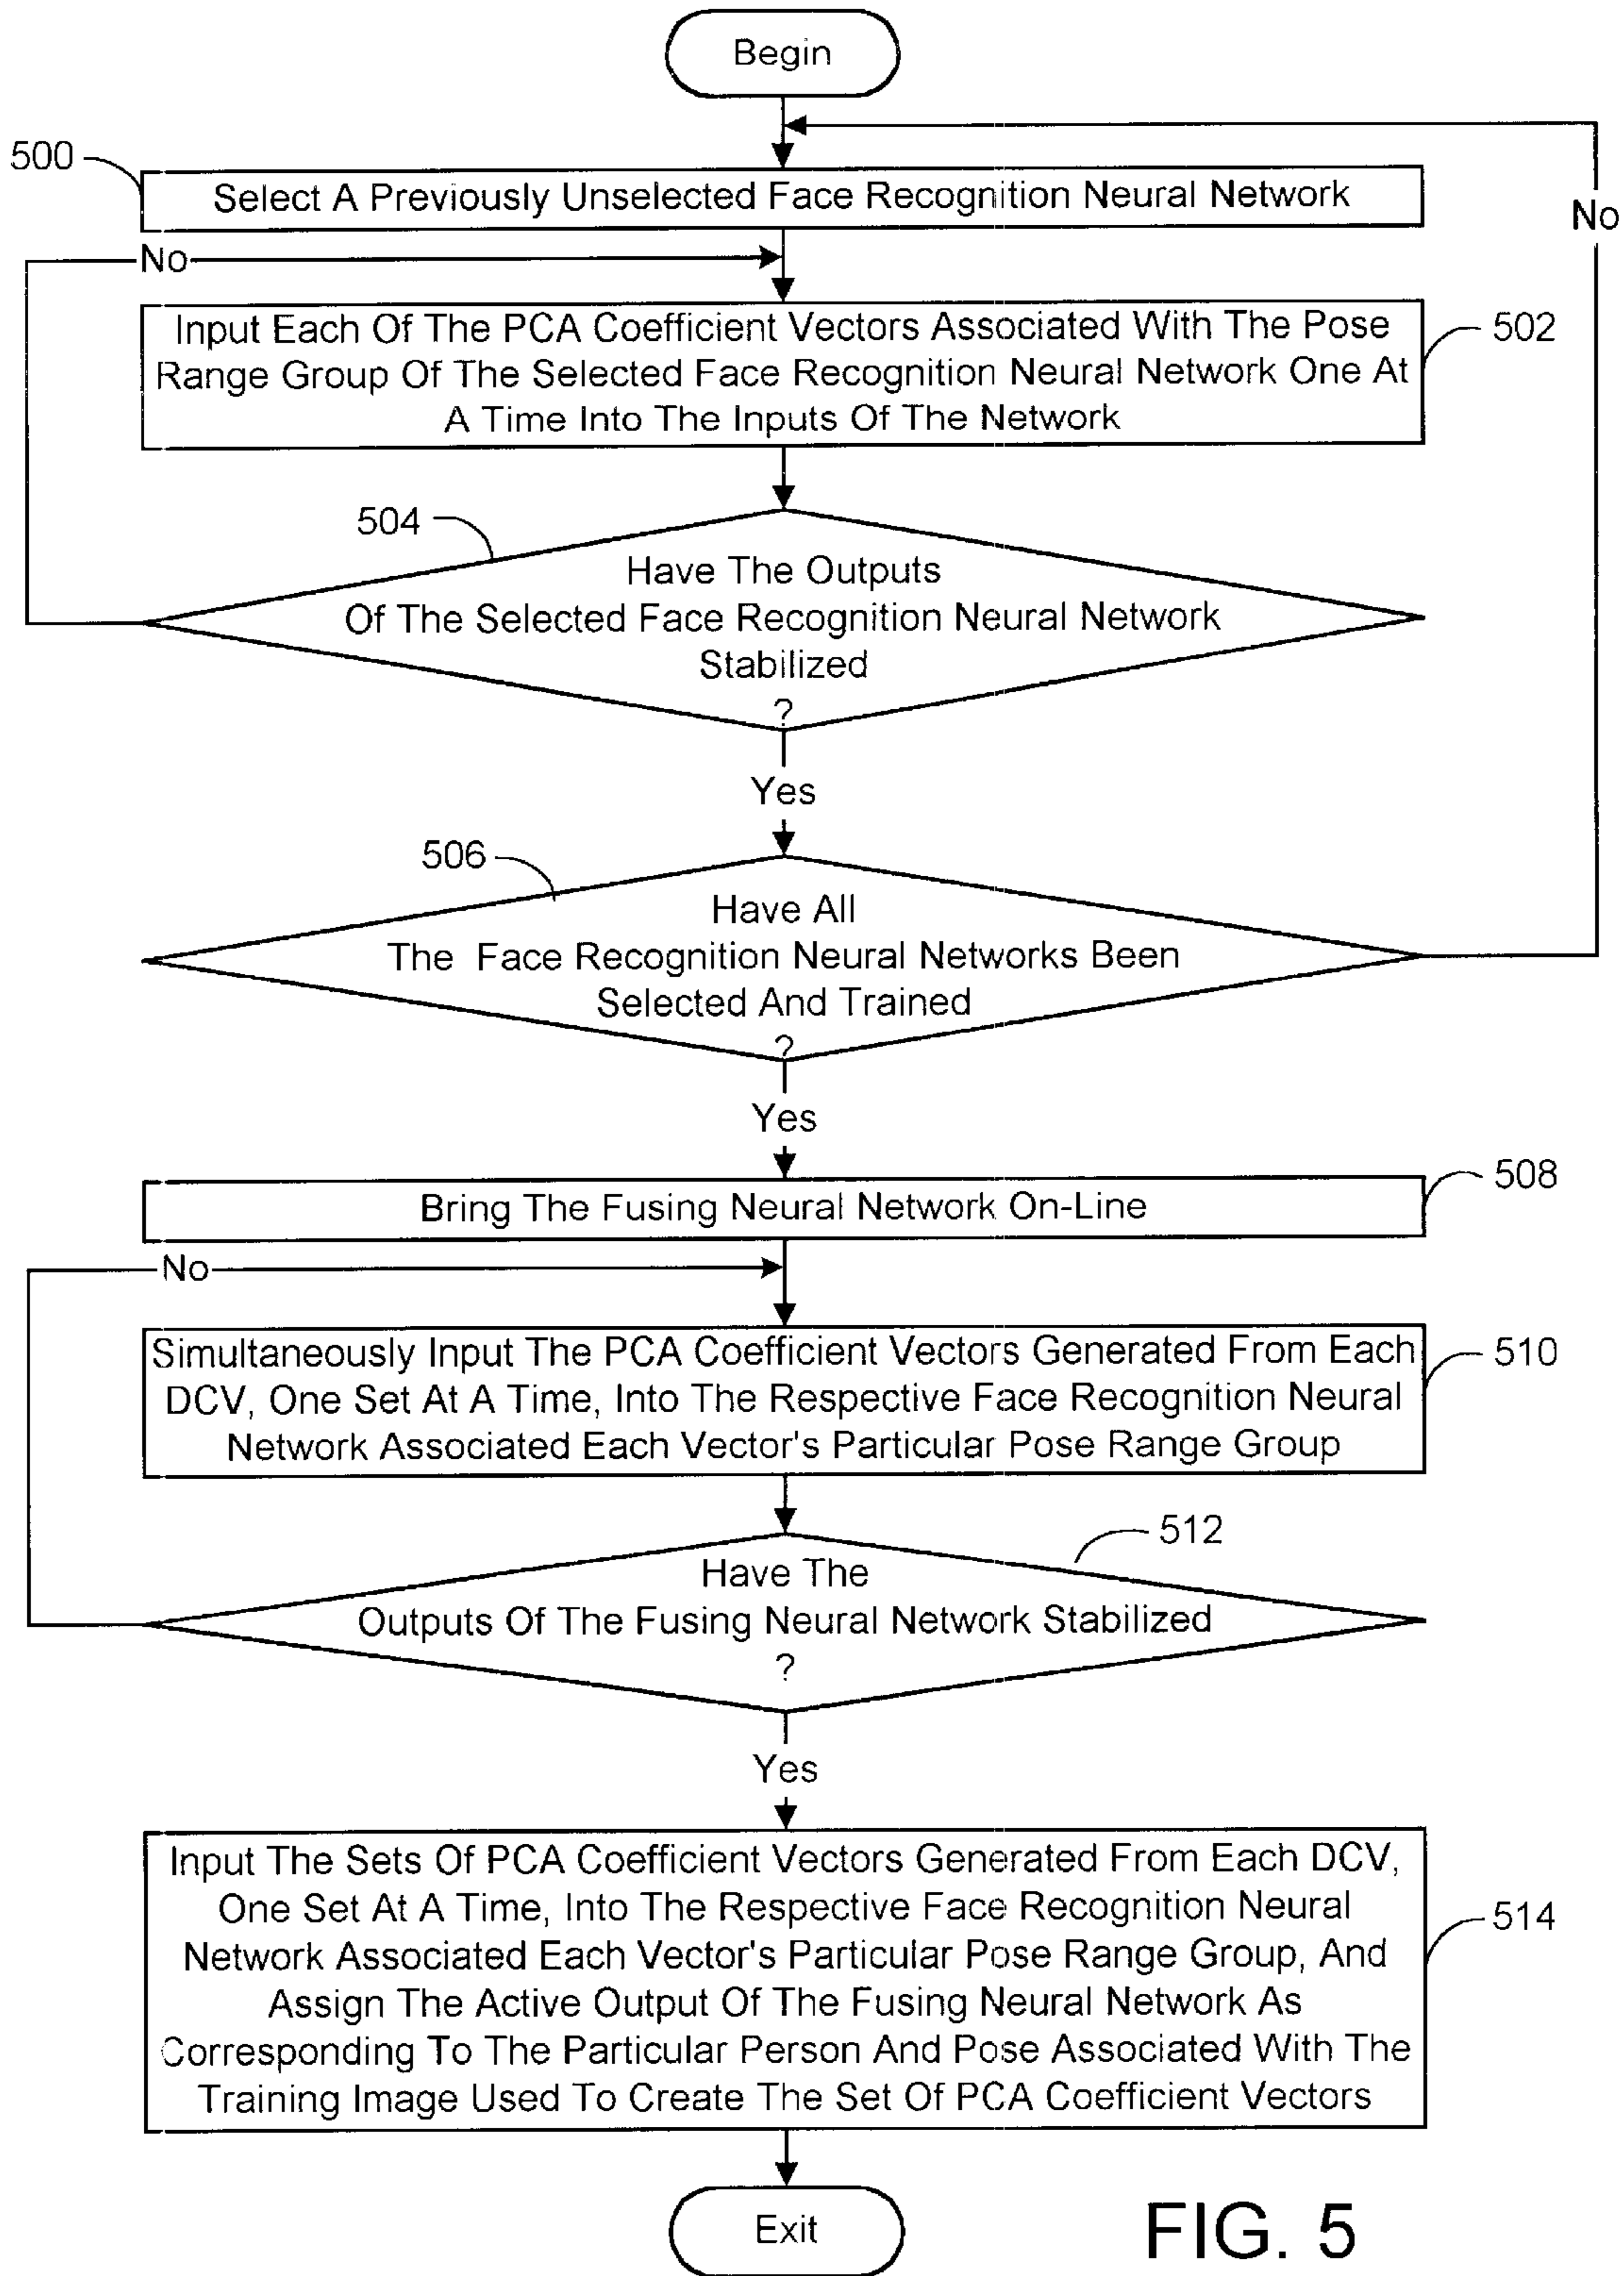 Begin
500
Select A Previously Unselected Face Recognition Neural Network
No
No
Input Each Of The PCA Coefficient Vectors Associated With The Pose
Range Group Of The Selected Face Recognition Neural Network One At
A Time Into The Inputs Of The Network
502
504
Have The Outputs
Of The Selected Face Recognition Neural Network
Stabilized
?
Yes
506
Have All
The Face Recognition Neural Networks Been
Selected And Trained
?
Yes
508
Bring The Fusing Neural Network On-Line
No
Simultaneously Input The PCA Coefficient Vectors Generated From Each
DCV, One Set At A Time, Into The Respective Face Recognition Neural
Network Associated Each Vector's Particular Pose Range Group
510
512
Have The
Outputs Of The Fusing Neural Network Stabilized
?
Yes
Input The Sets Of PCA Coefficient Vectors Generated From Each DCV,
One Set At A Time, Into The Respective Face Recognition Neural
Network Associated Each Vector's Particular Pose Range Group, And
Assign The Active Output Of The Fusing Neural Network As
Corresponding To The Particular Person And Pose Associated With The
Training Image Used To Create The Set Of PCA Coefficient Vectors
514
Exit
FIG. 5